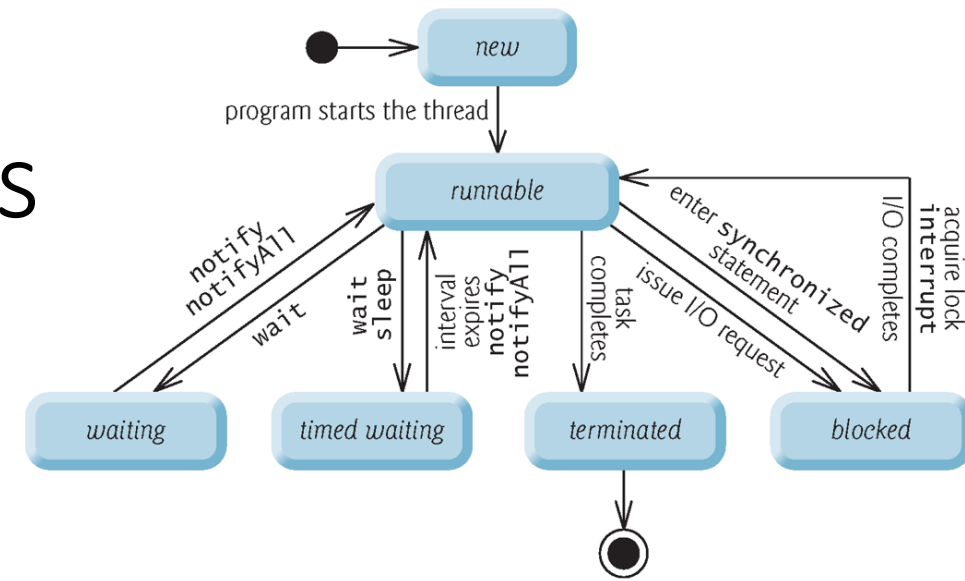 new
program starts the thread
s
runnable
notify
notifyAll
wait
wait
sleep
interval
expires
notify
notifyAll
task
completes
enter synchronized
statement
issue I/O request
I/O completes
interrupt
acquire lock
waiting
timed waiting
terminated
blocked